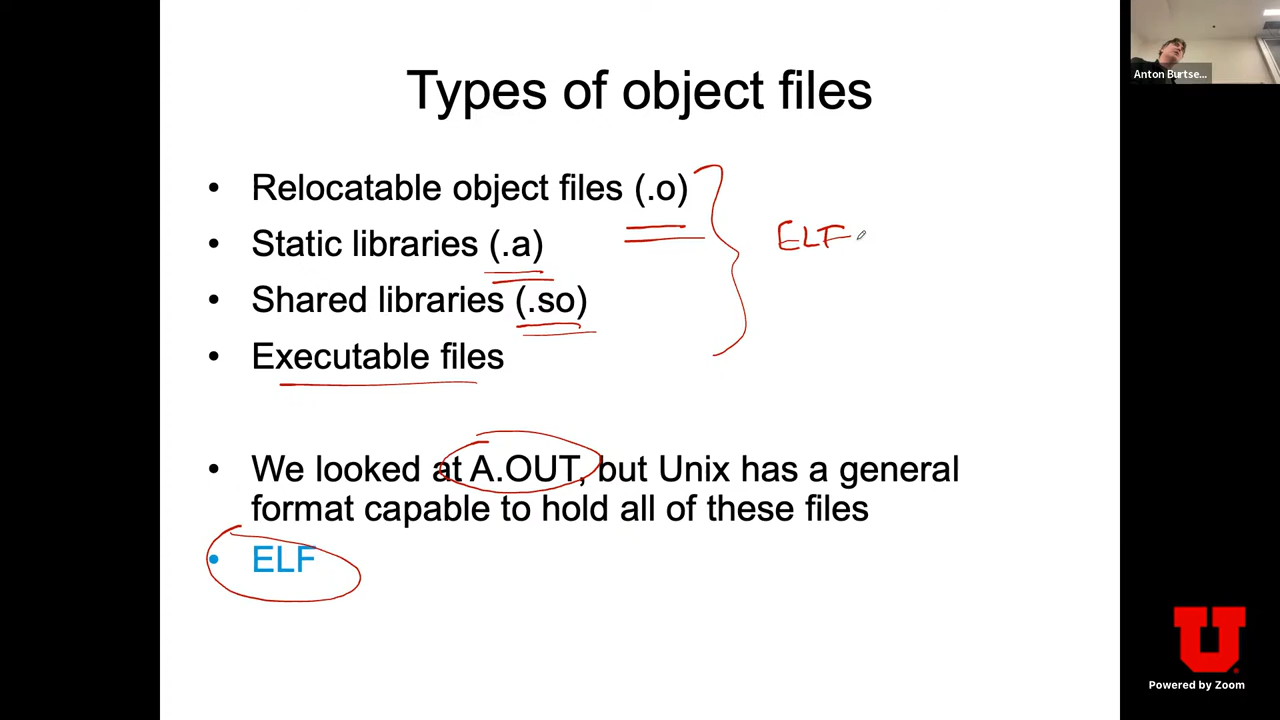 Types of object files
• Relocatable object files (.o)
• Static libraries (.a)
• Shared libraries (.so)
• Executable files
ELF
• We looked at A.OUT, but Unix has a general
format capable to hold all of these files
• ELF
Anton Burtse...
U
Powered by Zoom